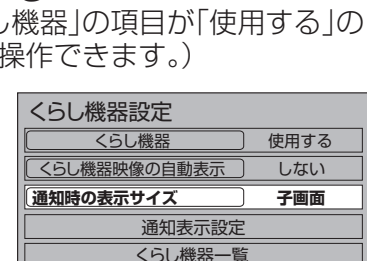 し機器」の項目が「使用する」の
操作できます。）
くらし機器設定
くらし機器 使用する
くらし機器映像の自動表示 しない
通知時の表示サイズ 子画面
通知表示設定
くらし機器一覧